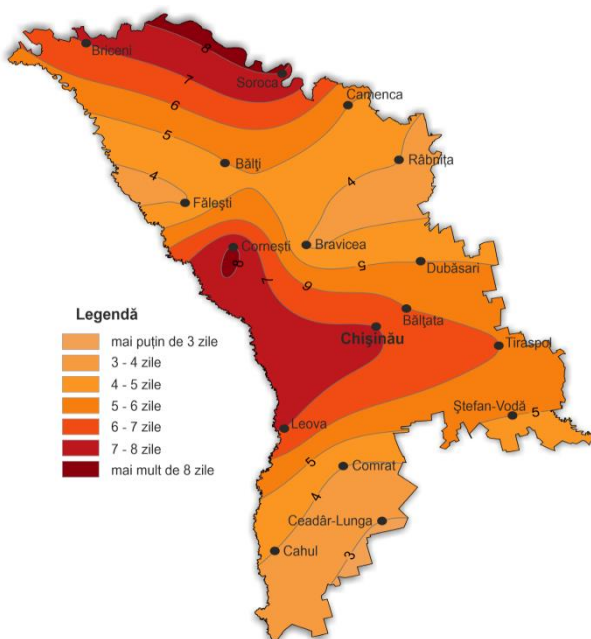 8
Briceni
Soroca
7
Camenca
6
5
Bălți
Râbnița
4
4
Fălești
Cornești
Bravicea
5
Dubăsari
8
7
6
Legendă
mai puțin de 3 zile
3 - 4 zile
4 - 5 zile
5 - 6 zile
6 - 7 zile
7 - 8 zile
mai mult de 8 zile
Bălțata
Chișinău
Tiraspol
Ștefan-Vodă
5
Leova
5
Comrat
4
Ceadâr-Lunga
Cahul
3